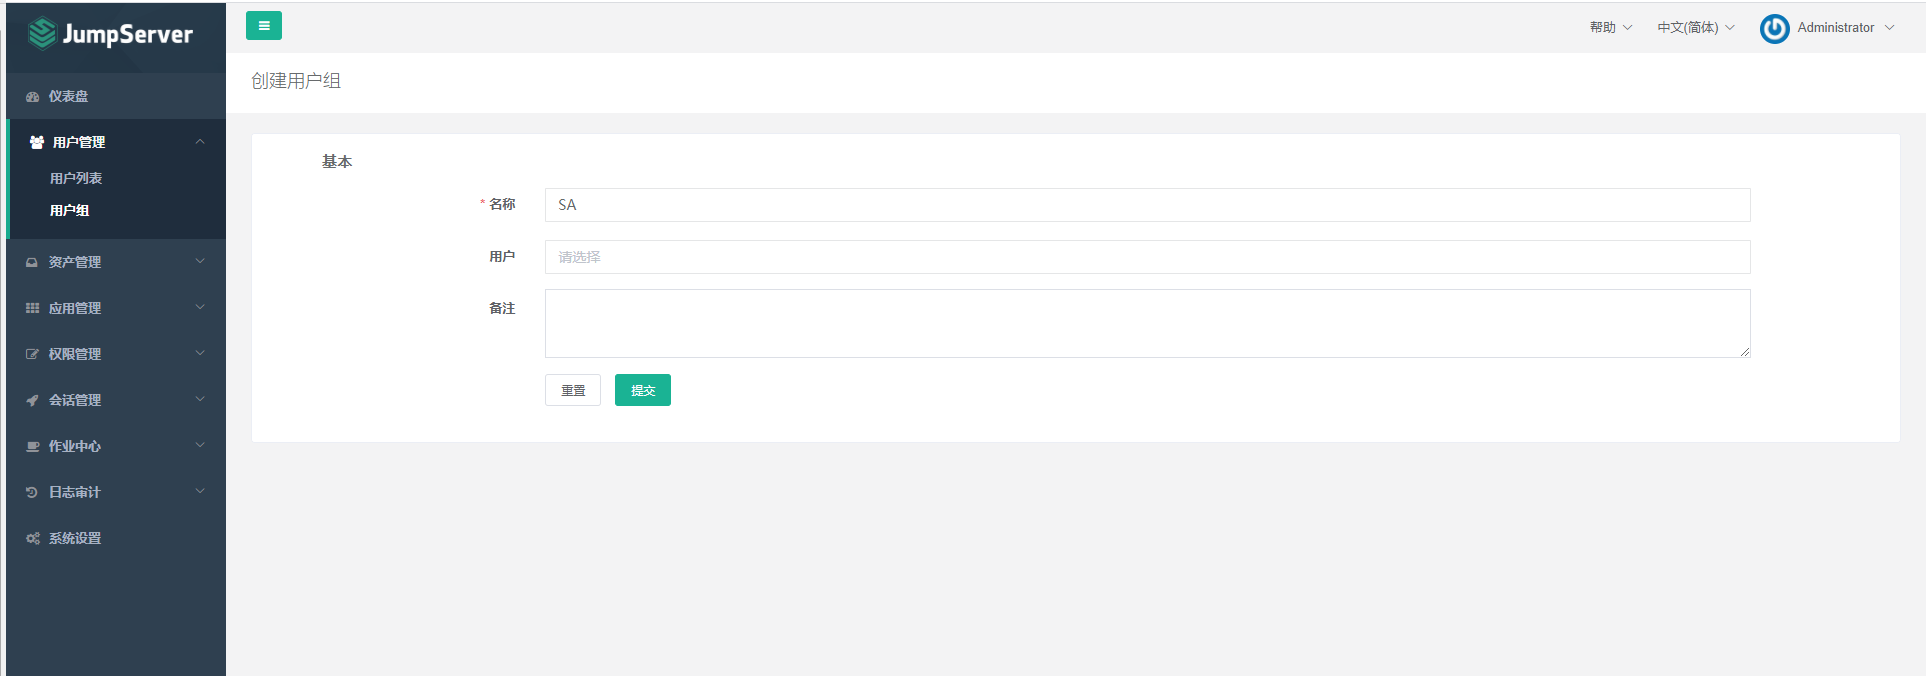 JumpServer
帮助
中文(简体)
Administrator
仪表盘
用户管理
用户列表
用户组
资产管理
应用管理
权限管理
会话管理
作业中心
日志审计
系统设置
创建用户组
基本
* 名称 SA
用户 请选择
备注
重置 提交